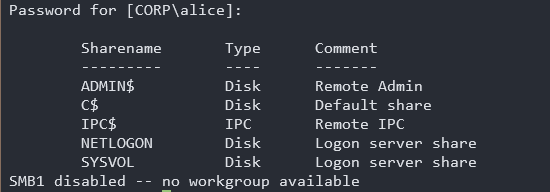 Password for [CORP\alice]:
Sharename Type Comment
--------- ---- -------
ADMIN$ Disk Remote Admin
C$ Disk Default share
IPC$ IPC Remote IPC
NETLOGON Disk Logon server share
SYSVOL Disk Logon server share
SMB1 disabled -- no workgroup available